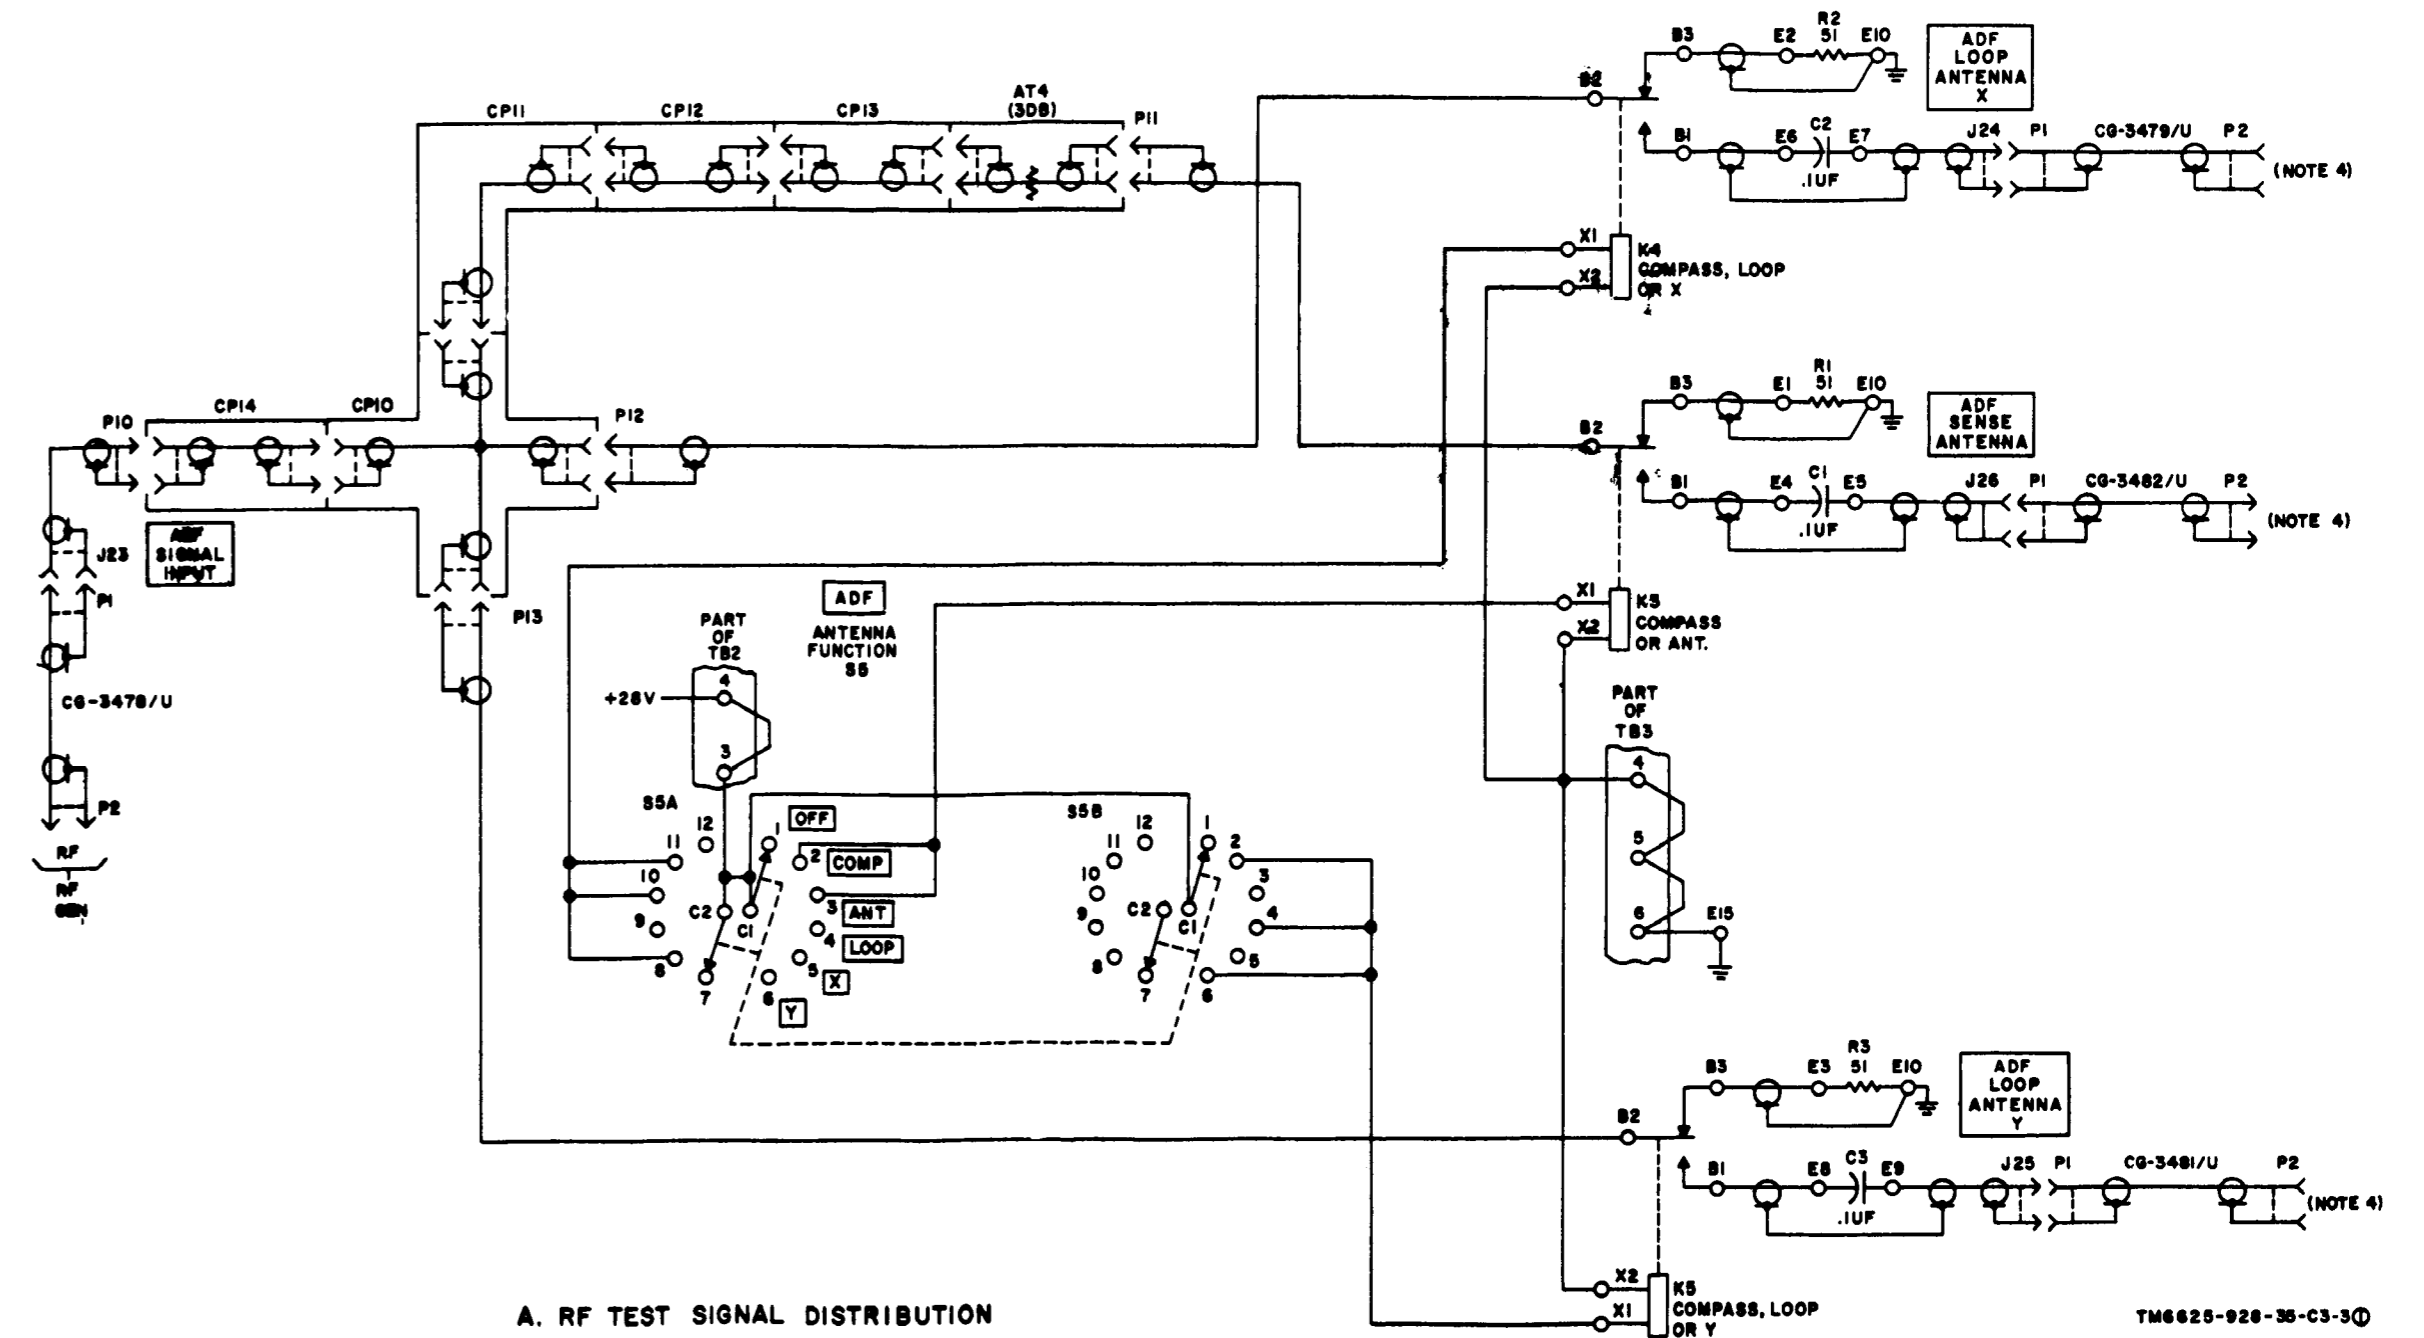 B3
E2
R2
51
E10
ADF
LOOP
ANTENNA
X
B2
CP11
CP12
CP13
AT4
(3DB)
P11
B1
E6
C2
E7
.1UF
J24
P1
CG-3479/U
P2
(NOTE 4)
X1
X2
K4
COMPASS, LOOP
OR X
B3
E1
R1
51
E10
ADF
SENSE
ANTENNA
P10
CP14
CP10
P12
B2
B1
E4
C1
E5
.1UF
J26
P1
CG-3482/U
P2
(NOTE 4)
J23
SIGNAL
INPUT
P1
P13
ADF
ANTENNA
FUNCTION
S5
X1
X2
K3
COMPASS
OR ANT.
PART
OF
TB2
4
+28V
3
CG-3478/U
P2
RF
RF
GEN
PART
OF
TB3
4
5
6
E15
S5A
12
11
10
9
8
7
C2
C1
1
OFF
2
COMP
3
ANT
4
LOOP
5
X
6
Y
S5B
12
11
10
9
8
7
C2
C1
1
2
3
4
5
6
B3
E3
R3
51
E10
ADF
LOOP
ANTENNA
Y
B2
B1
E8
C3
E9
.1UF
J25
P1
CG-3481/U
P2
(NOTE 4)
X2
X1
K5
COMPASS, LOOP
OR Y
A. RF TEST SIGNAL DISTRIBUTION
TM6625-928-35-C3-3①